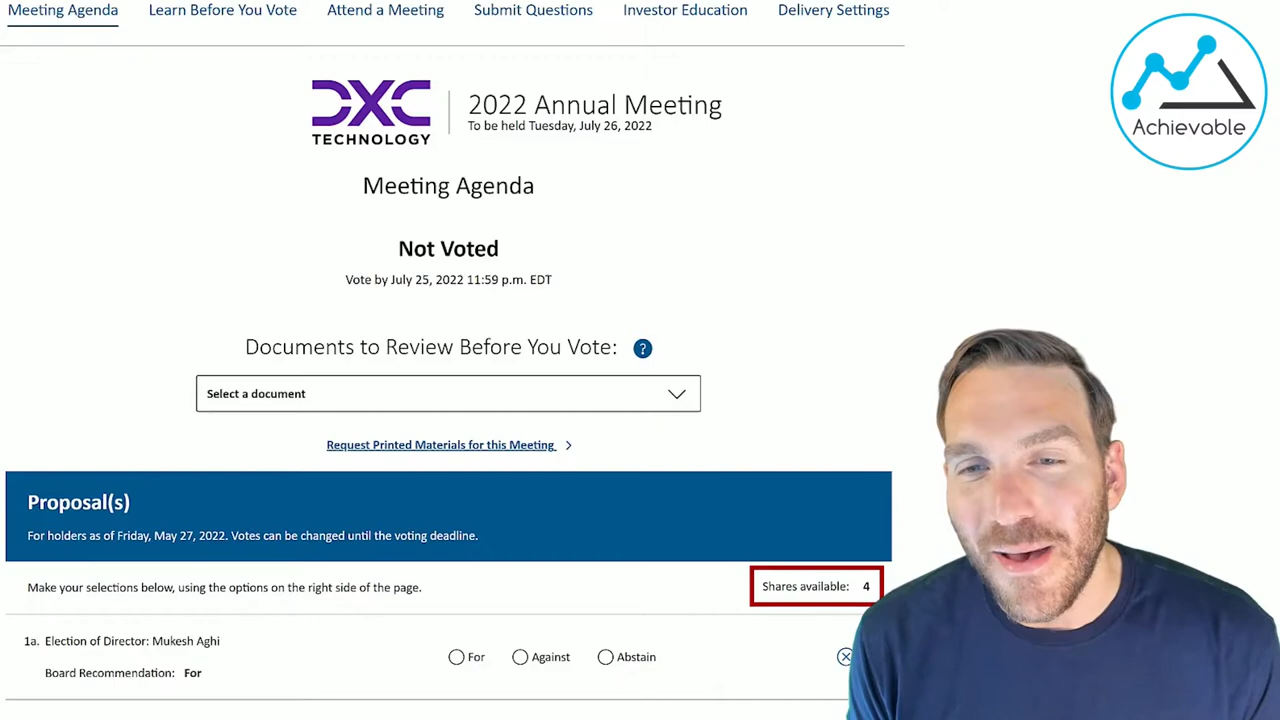 Meeting Agenda Learn Before You Vote Attend a Meeting Submit Questions Investor Education Delivery Settings
DXC
TECHNOLOGY
2022 Annual Meeting
To be held Tuesday, July 26, 2022
Achievable
Meeting Agenda
Not Voted
Vote by July 25, 2022 11:59 p.m. EDT
Documents to Review Before You Vote: ?
Select a document
Request Printed Materials for this Meeting >
Proposal(s)
For holders as of Friday, May 27, 2022. Votes can be changed until the voting deadline.
Make your selections below, using the options on the right side of the page. Shares available: 4
1a. Election of Director: Mukesh Aghi
For Against Abstain
Board Recommendation: For